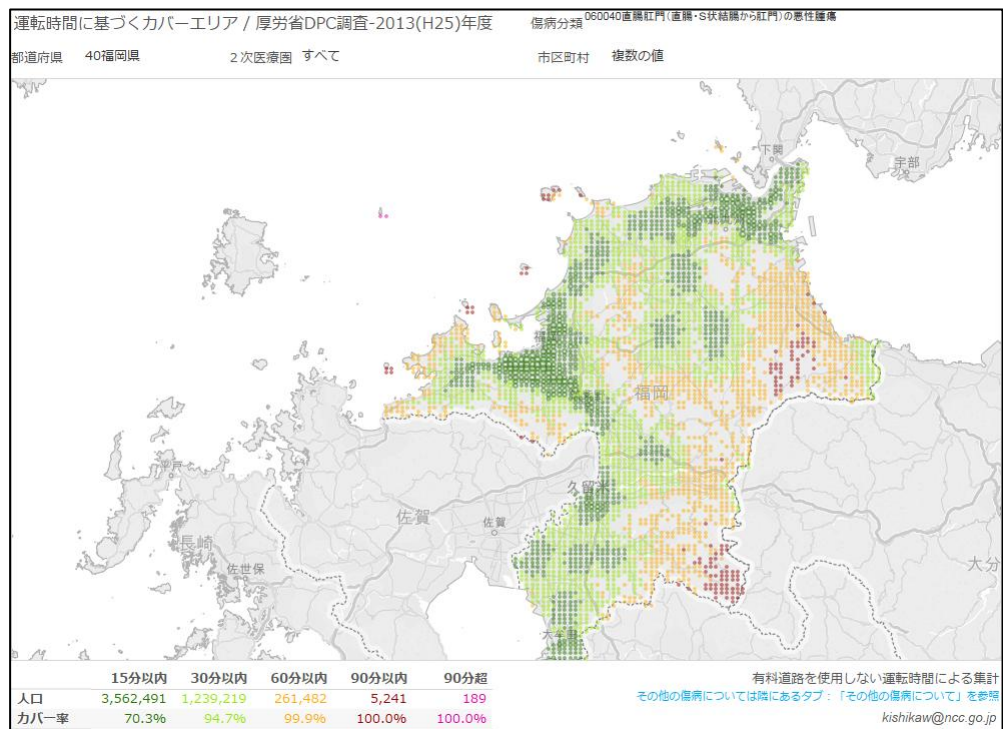 運転時間に基づくカバーエリア / 厚労省DPC調査-2013(H25)年度
傷病分類 060040直腸肛門(直腸・S状結腸から肛門)の悪性腫瘍
都道府県 40福岡県 2次医療圏 すべて 市区町村 複数の値
下関
宇部
福岡
久留米
佐賀
佐賀
平戸
長崎
佐世保
大分
大牟田
15分以内 30分以内 60分以内 90分以内 90分超
人口 3,562,491 1,239,219 261,482 5,241 189
カバー率 70.3% 94.7% 99.9% 100.0% 100.0%
有料道路を使用しない運転時間による集計
その他の傷病については隣にあるタブ:「その他の傷病について」を参照
kishikaw@ncc.go.jp